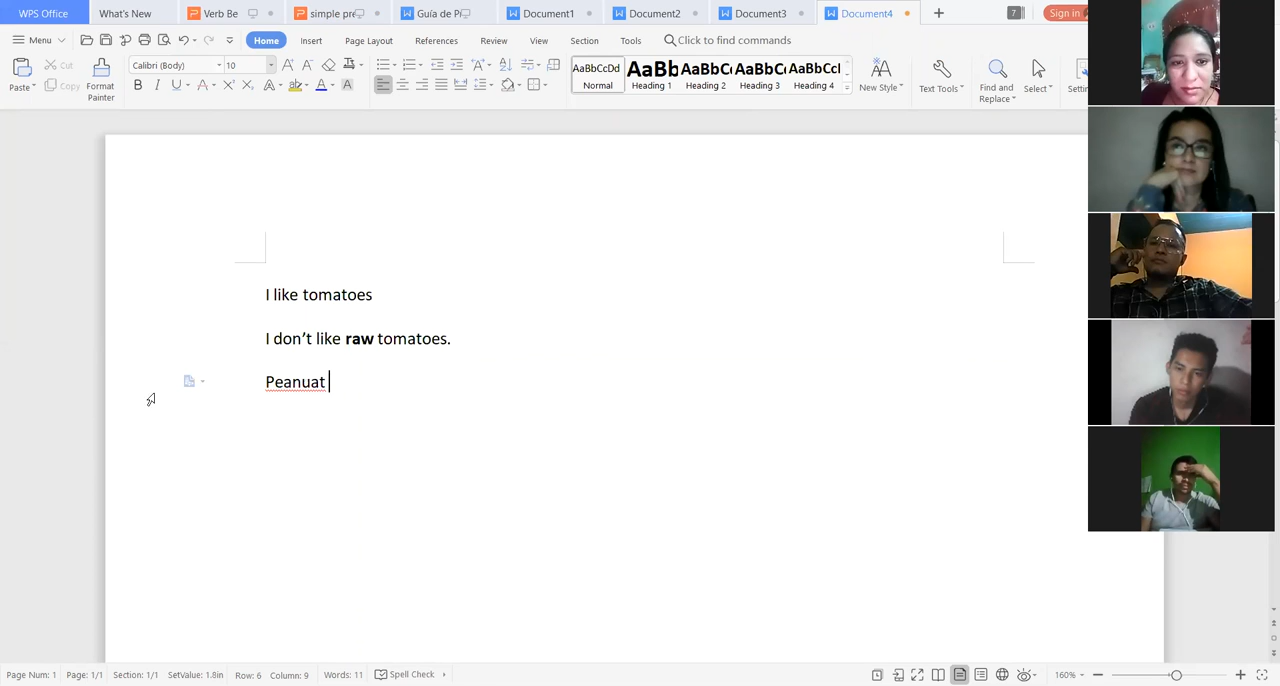 WPS Office What's New Verb Be simple pre Guía de Pi Document1 Document2 Document3 Document4 7 Sign in
Menu Home Insert Page Layout References Review View Section Tools Click to find commands
Paste Cut Copy Format Painter Calibri (Body) 10 AaBbCcDd Normal AaBb Heading 1 AaBbC Heading 2 AaBbC Heading 3 AaBbCcl Heading 4 New Style Text Tools Find and Replace Select
I like tomatoes
I don't like raw tomatoes.
Peanuat
Page Num: 1 Page: 1/1 Section: 1/1 SetValue: 1.8in Row: 6 Column: 9 Words: 11 Spell Check 160%